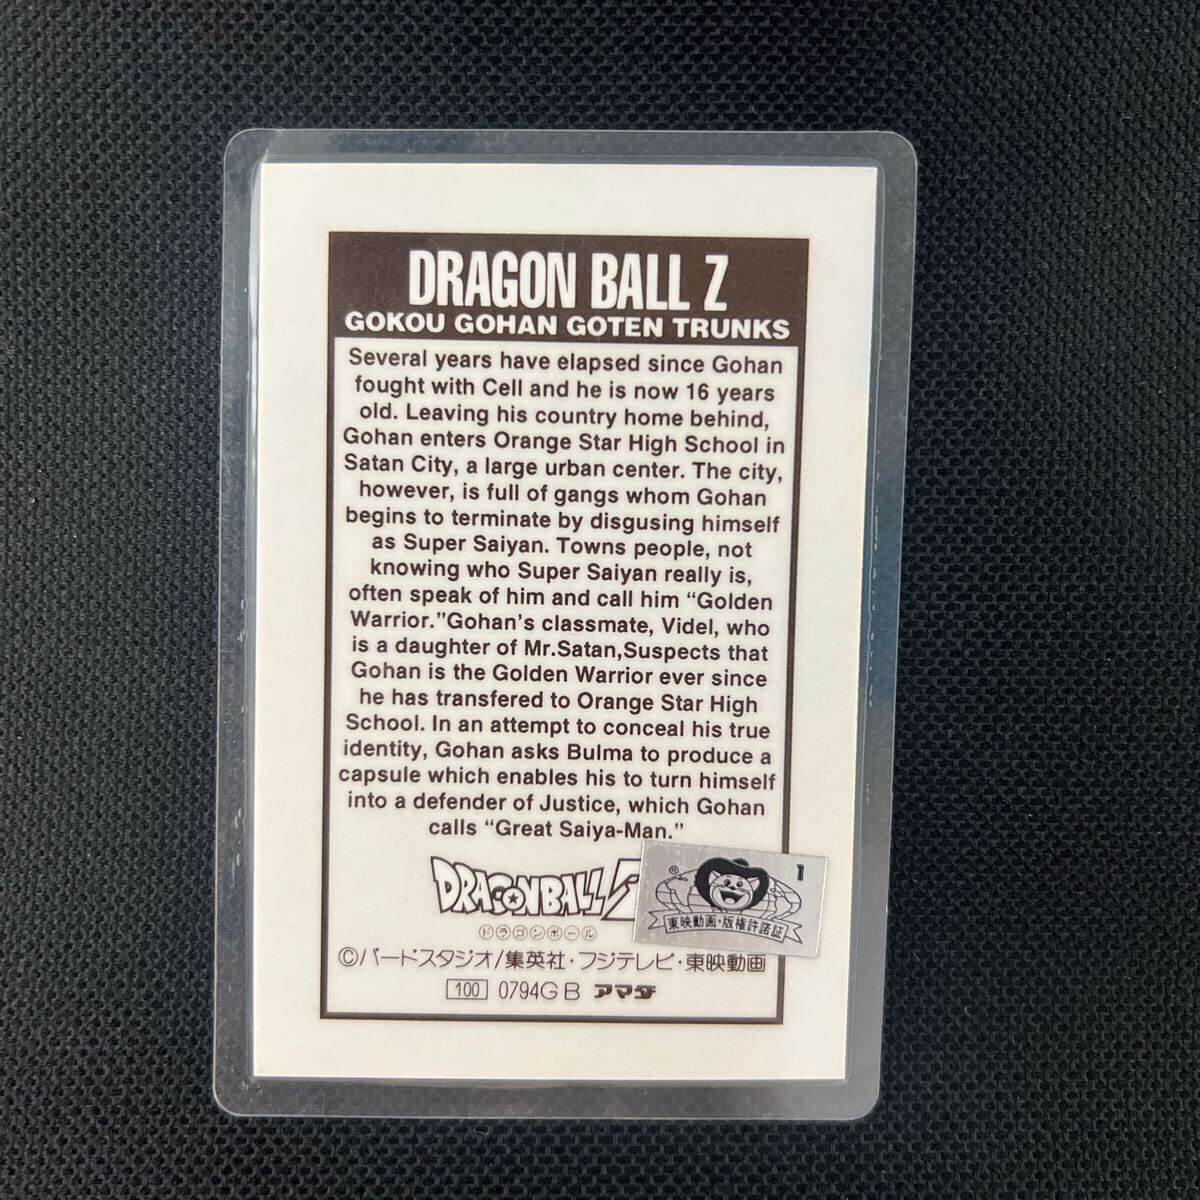 DRAGON BALL Z
GOKOU GOHAN GOTEN TRUNKS
Several years have elapsed since Gohan
fought with Cell and he is now 16 years
old. Leaving his country home behind,
Gohan enters Orange Star High School in
Satan City, a large urban center. The city,
however, is full of gangs whom Gohan
begins to terminate by disgusing himself
as Super Saiyan. Towns people, not
knowing who Super Saiyan really is,
often speak of him and call him “Golden
Warrior.”Gohan’s classmate, Videl, who
is a daughter of Mr.Satan,Suspects that
Gohan is the Golden Warrior ever since
he has transfered to Orange Star High
School. In an attempt to conceal his true
identity, Gohan asks Bulma to produce a
capsule which enables his to turn himself
into a defender of Justice, which Gohan
calls “Great Saiya-Man.”
DRAGONBALL Z
ドラゴンボール
® 1
東映動画・版権許諾証
©バードスタジオ/集英社・フジテレビ・東映動画
100 0794G B アマダ